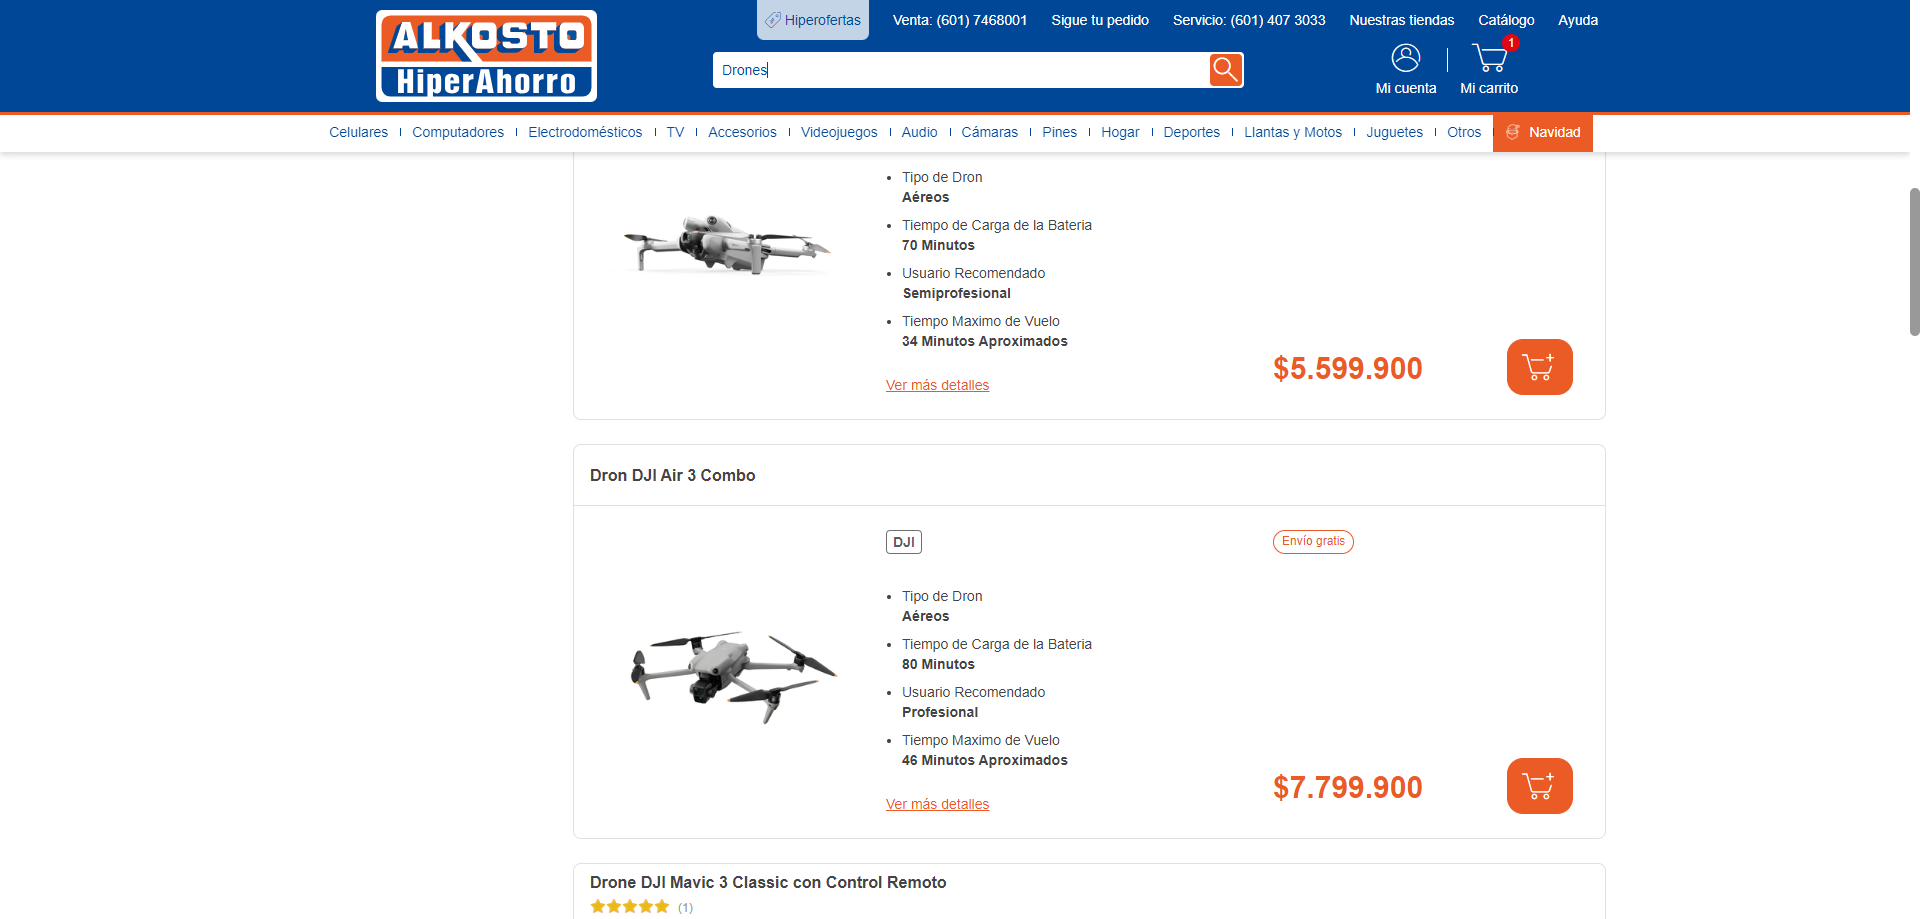 ALKOSTO
HiperAhorro
Hiperofertas
Venta: (601) 7468001
Sigue tu pedido
Servicio: (601) 407 3033
Nuestras tiendas
Catálogo
Ayuda
Drones
1
Mi cuenta
Mi carrito
Celulares
Computadores
Electrodomésticos
TV
Accesorios
Videojuegos
Audio
Cámaras
Pines
Hogar
Deportes
Llantas y Motos
Juguetes
Otros
Navidad
• Tipo de Dron
Aéreos
• Tiempo de Carga de la Bateria
70 Minutos
• Usuario Recomendado
Semiprofesional
• Tiempo Maximo de Vuelo
34 Minutos Aproximados
$5.599.900
Ver más detalles
Dron DJI Air 3 Combo
DJI
Envío gratis
• Tipo de Dron
Aéreos
• Tiempo de Carga de la Bateria
80 Minutos
• Usuario Recomendado
Profesional
• Tiempo Maximo de Vuelo
46 Minutos Aproximados
$7.799.900
Ver más detalles
Drone DJI Mavic 3 Classic con Control Remoto
(1)